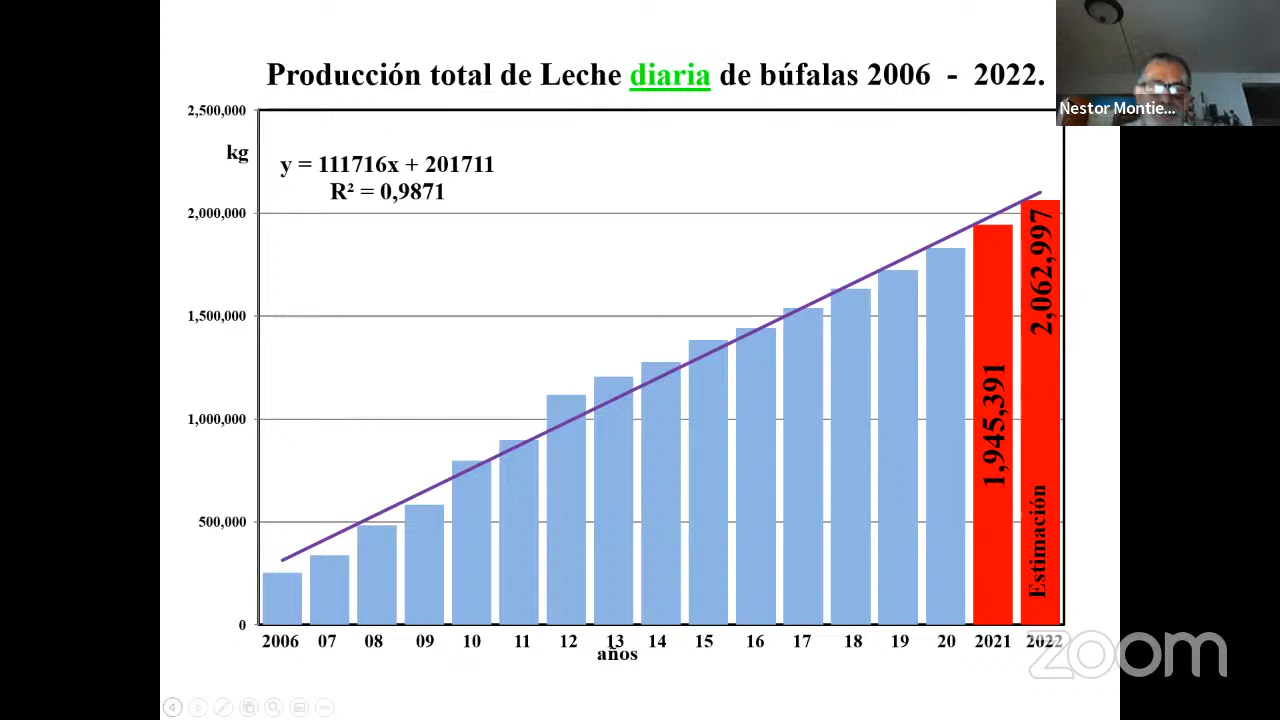 Producción total de Leche diaria de búfalas 2006 - 2022.
Nestor Montie...
2,500,000
kg
y = 111716x + 201711
R² = 0,9871
2,000,000
1,500,000
1,000,000
500,000
0
1,945,391
2,062,997
Estimación
2006 07 08 09 10 11 12 13 14 15 16 17 18 19 20 2021 2022
años
zoom